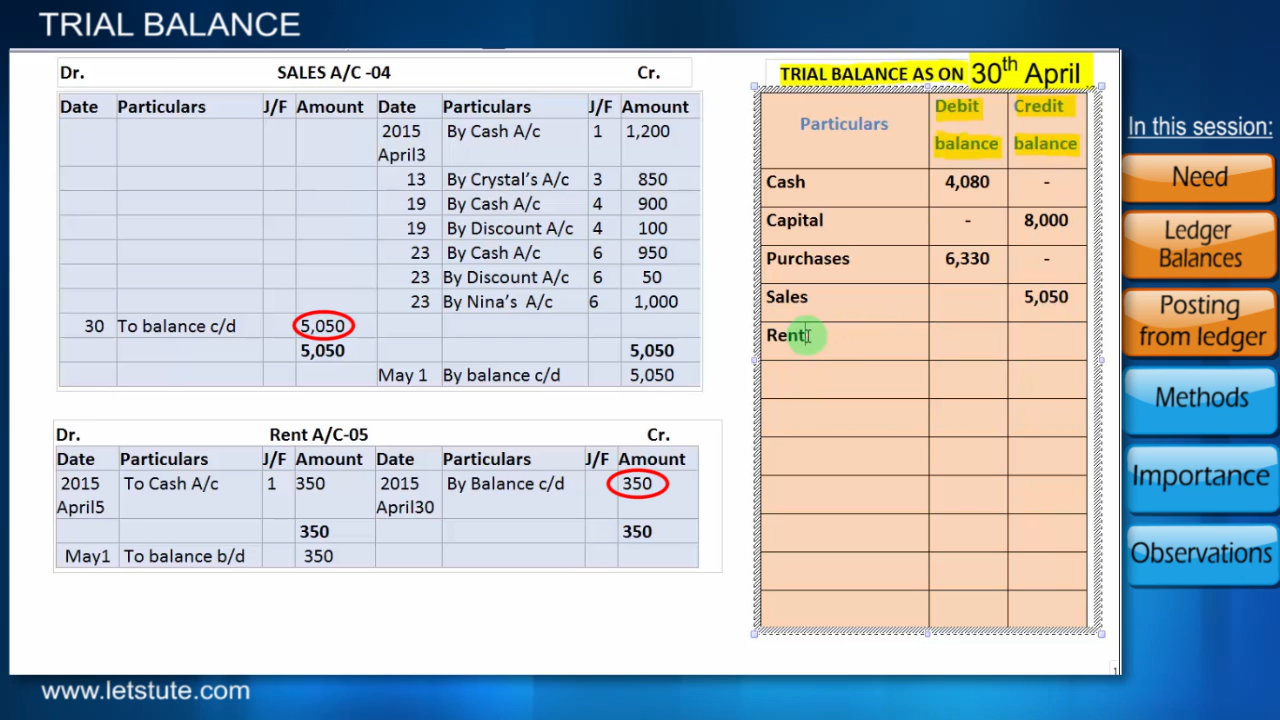 TRIAL BALANCE
Dr. SALES A/C -04 Cr.
Date Particulars J/F Amount Date Particulars J/F Amount
2015 By Cash A/c 1 1,200
April3
13 By Crystal's A/c 3 850
19 By Cash A/c 4 900
19 By Discount A/c 4 100
23 By Cash A/c 6 950
23 By Discount A/c 6 50
23 By Nina's A/c 6 1,000
30 To balance c/d 5,050
5,050 5,050
May 1 By balance c/d 5,050
Dr. Rent A/C-05 Cr.
Date Particulars J/F Amount Date Particulars J/F Amount
2015 To Cash A/c 1 350 2015 By Balance c/d 350
April5 April30
350 350
May1 To balance b/d 350
TRIAL BALANCE AS ON 30th April
Particulars Debit balance Credit balance
Cash 4,080 -
Capital - 8,000
Purchases 6,330 -
Sales 5,050
Rent
In this session:
Need
Ledger
Balances
Posting
from ledger
Methods
Importance
Observations
1
www.letstute.com